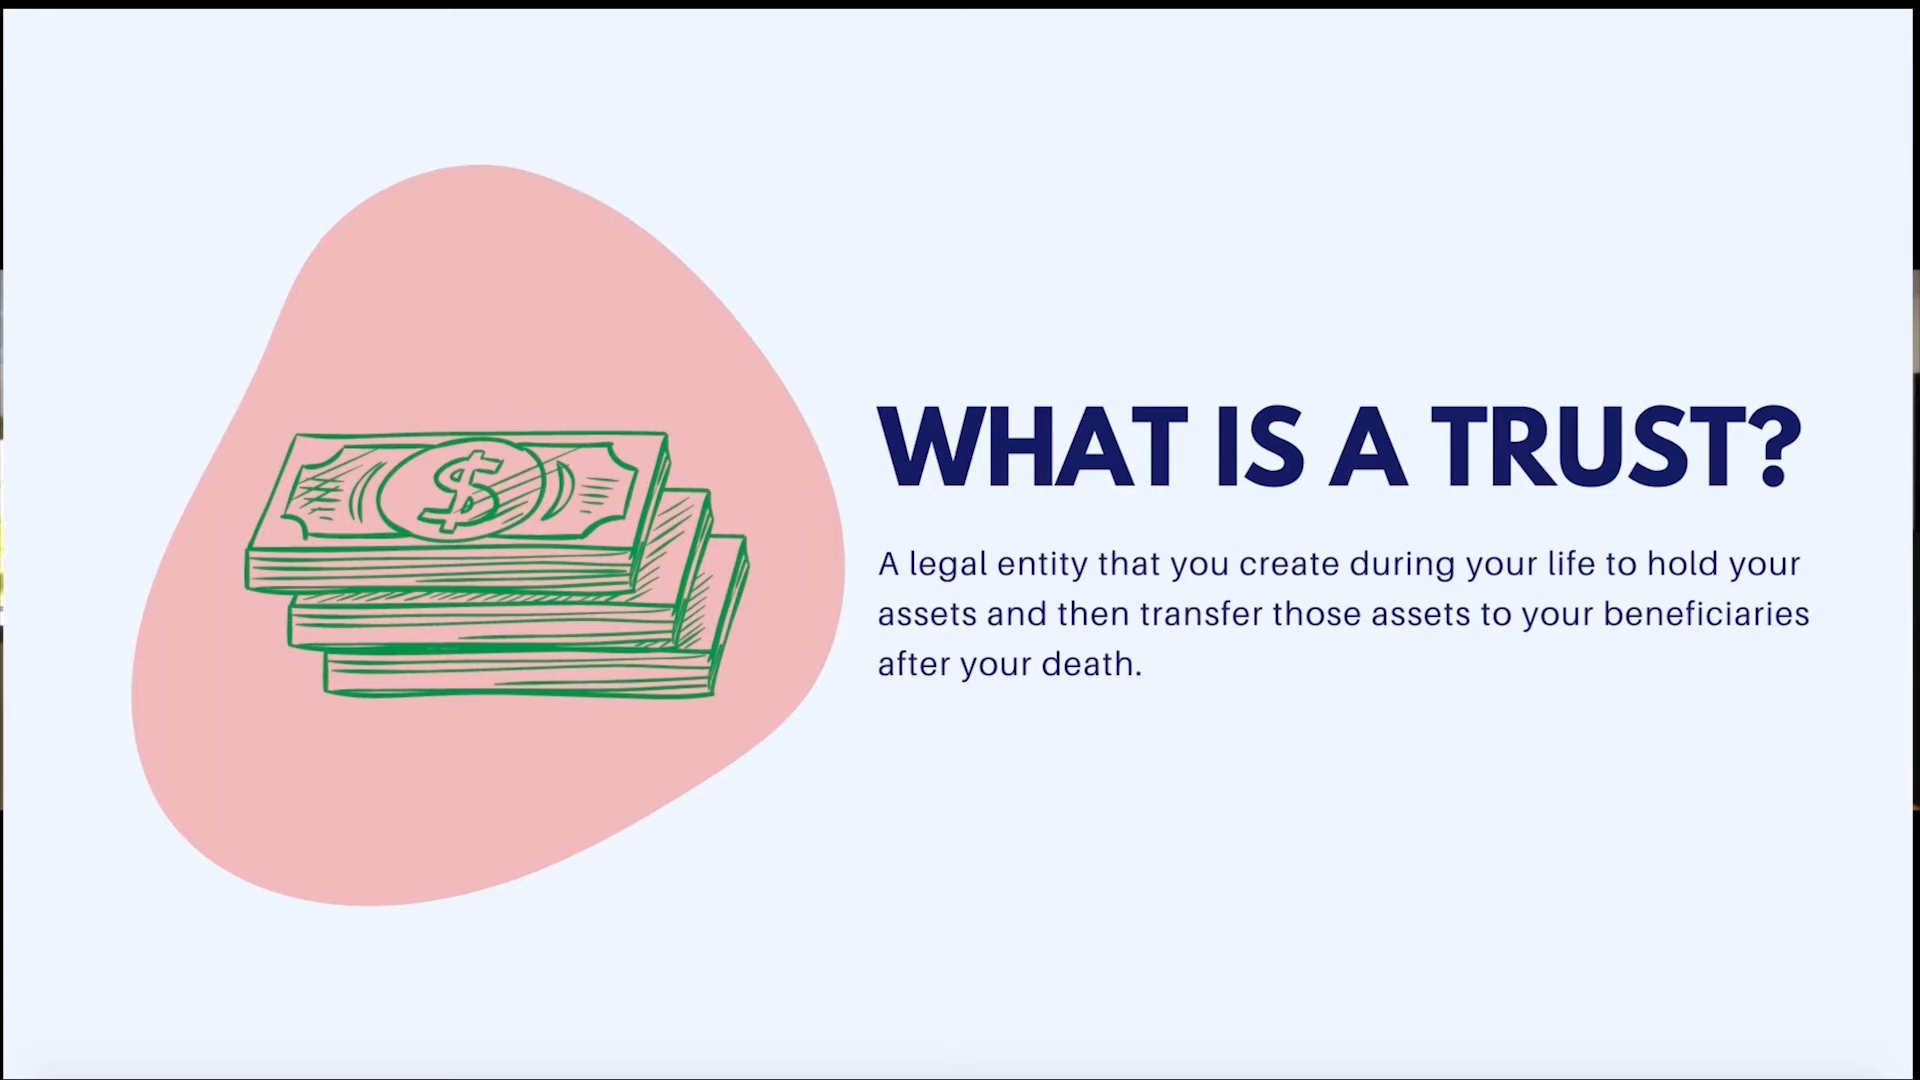 WHAT IS A TRUST?
A legal entity that you create during your life to hold your
assets and then transfer those assets to your beneficiaries
after your death.